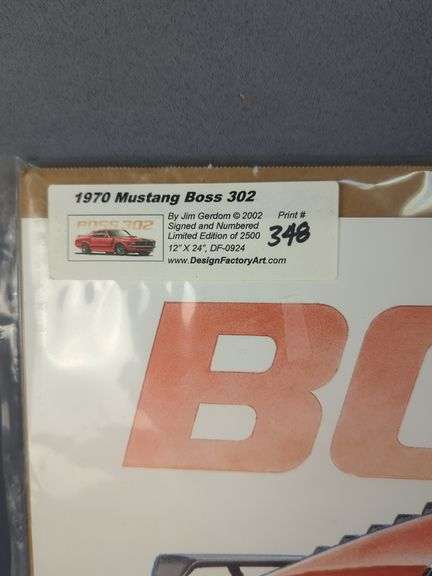 1970 Mustang Boss 302
BOSS 302
By Jim Gerdom © 2002 Print #
Signed and Numbered
Limited Edition of 2500 348
12" X 24", DF-0924
www.DesignFactoryArt.com
BO